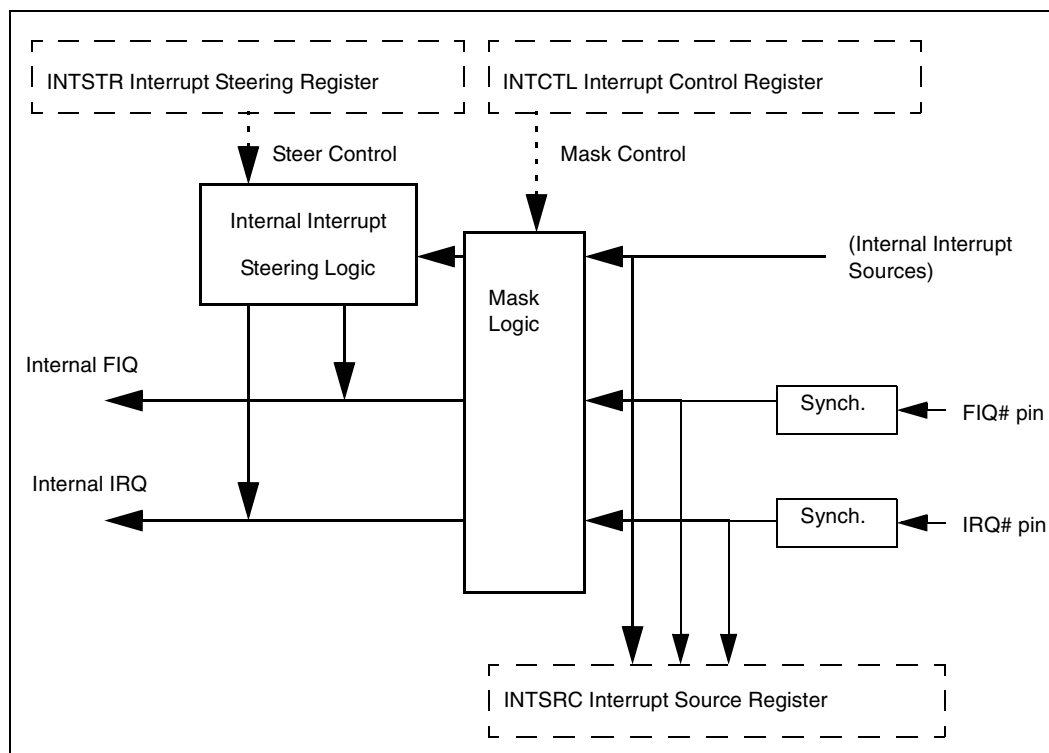 INTSTR Interrupt Steering Register
INTCTL Interrupt Control Register
Steer Control
Mask Control
Internal Interrupt
Steering Logic
(Internal Interrupt
Sources)
Mask
Logic
Internal FIQ
Synch.
FIQ# pin
Internal IRQ
Synch.
IRQ# pin
INTSRC Interrupt Source Register